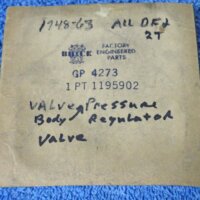 1948-63 ALL DF &
2T
BUICK
FACTORY
ENGINEERED
PARTS
GP 4273
1 PT 1195902
VALVE Pressure
Body Regulator
Valve